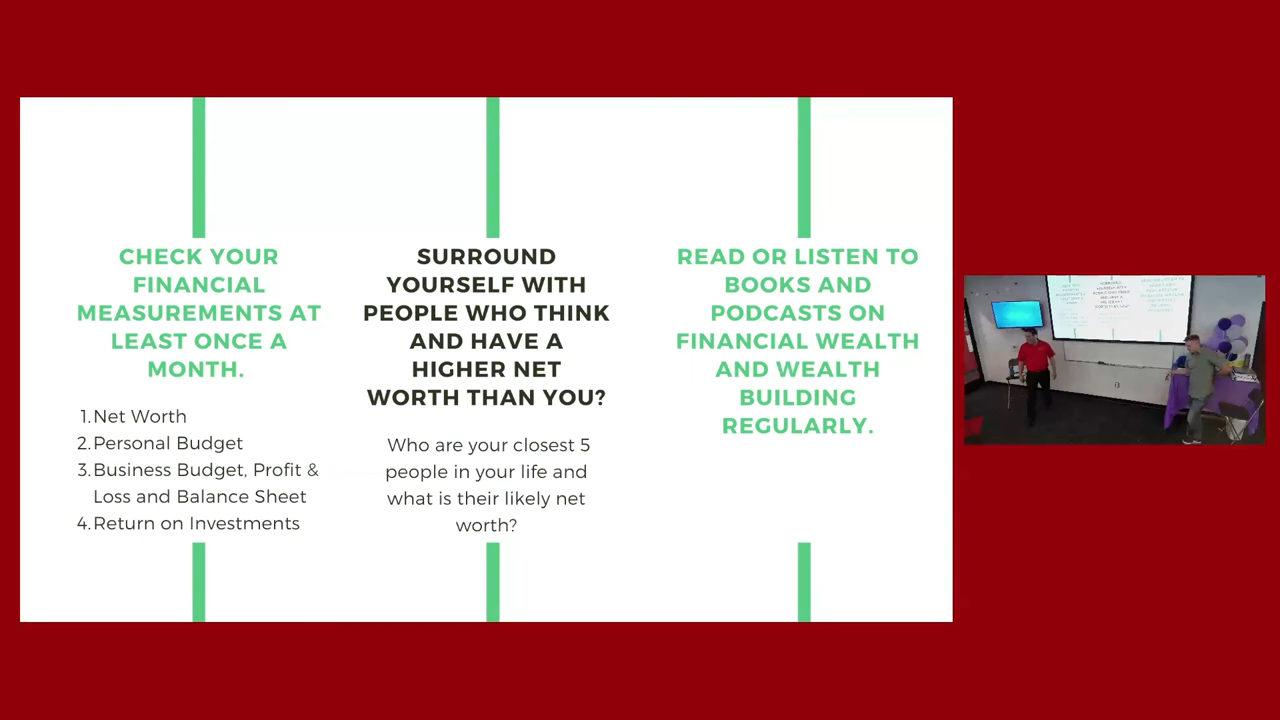 CHECK YOUR
FINANCIAL
MEASUREMENTS AT
LEAST ONCE A
MONTH.
1. Net Worth
2. Personal Budget
3. Business Budget, Profit &
Loss and Balance Sheet
4. Return on Investments
SURROUND
YOURSELF WITH
PEOPLE WHO THINK
AND HAVE A
HIGHER NET
WORTH THAN YOU?
Who are your closest 5
people in your life and
what is their likely net
worth?
READ OR LISTEN TO
BOOKS AND
PODCASTS ON
FINANCIAL WEALTH
AND WEALTH
BUILDING
REGULARLY.